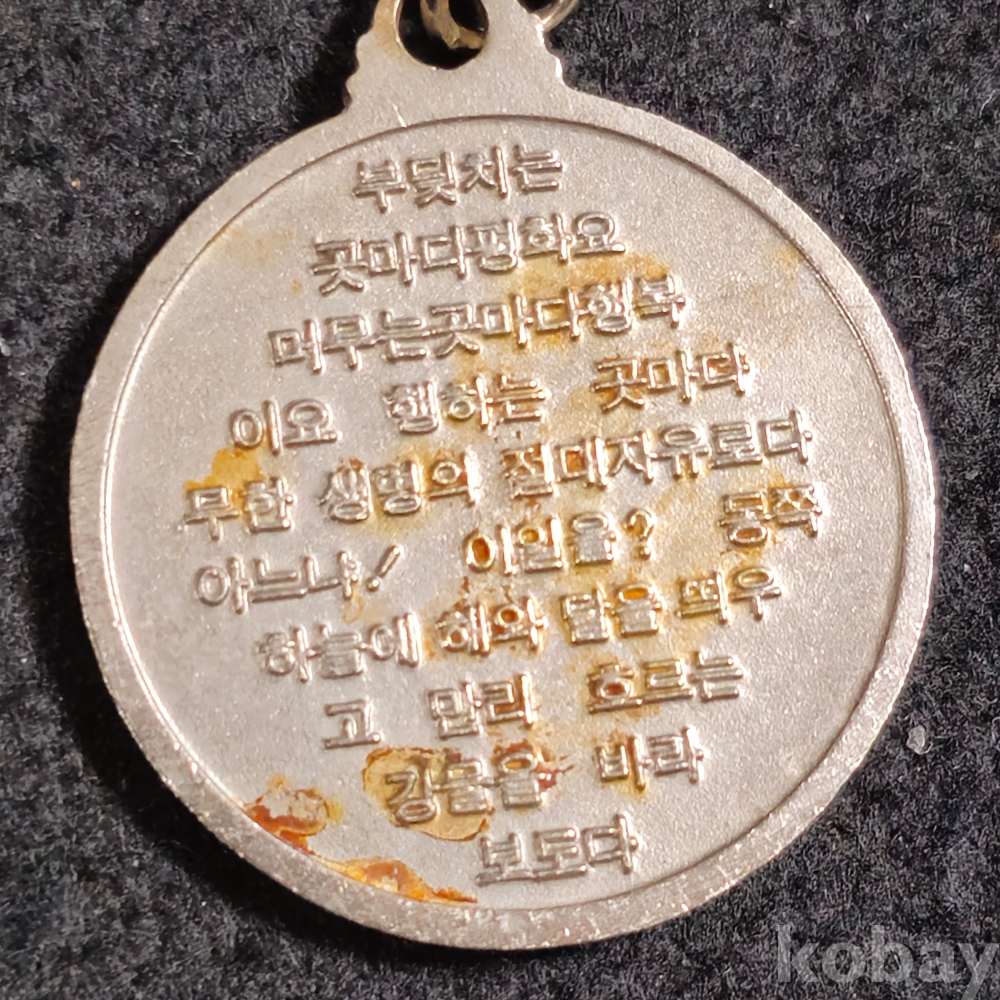 부딪치는
곳마다평화요
머무는곳마다행복
이요 행하는 곳마다
무한 생명의 절대자유로다
아느냐! 이일을? 동쪽
하늘에 해와 달을 띄우
고 말리 흐르는
강물을 바라
보도다
kobay